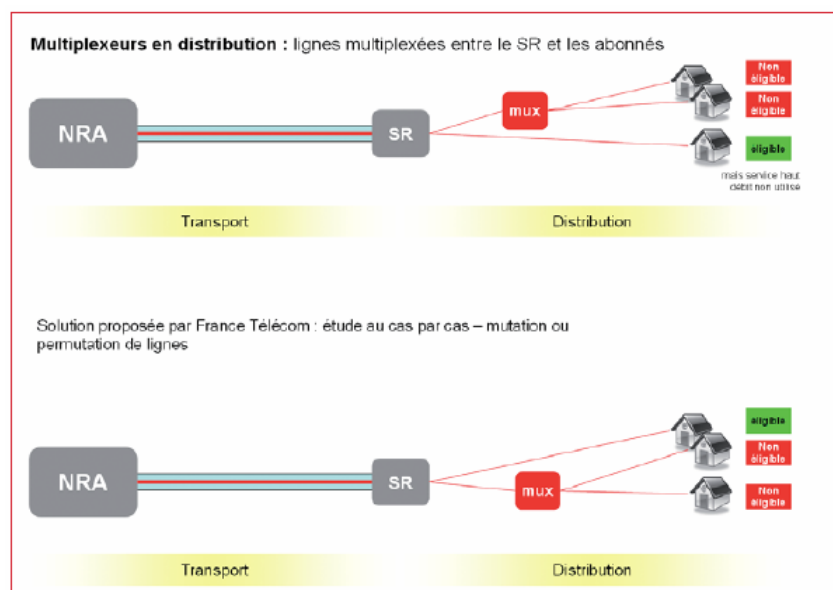 Multiplexeurs en distribution : lignes multiplexées entre le SR et les abonnés
NRA
SR
mux
Non
éligible
Non
éligible
éligible
mais service haut
débit non utilisé
Transport
Distribution
Solution proposée par France Télécom : étude au cas par cas – mutation ou
permutation de lignes
NRA
SR
mux
éligible
Non
éligible
Non
éligible
Transport
Distribution